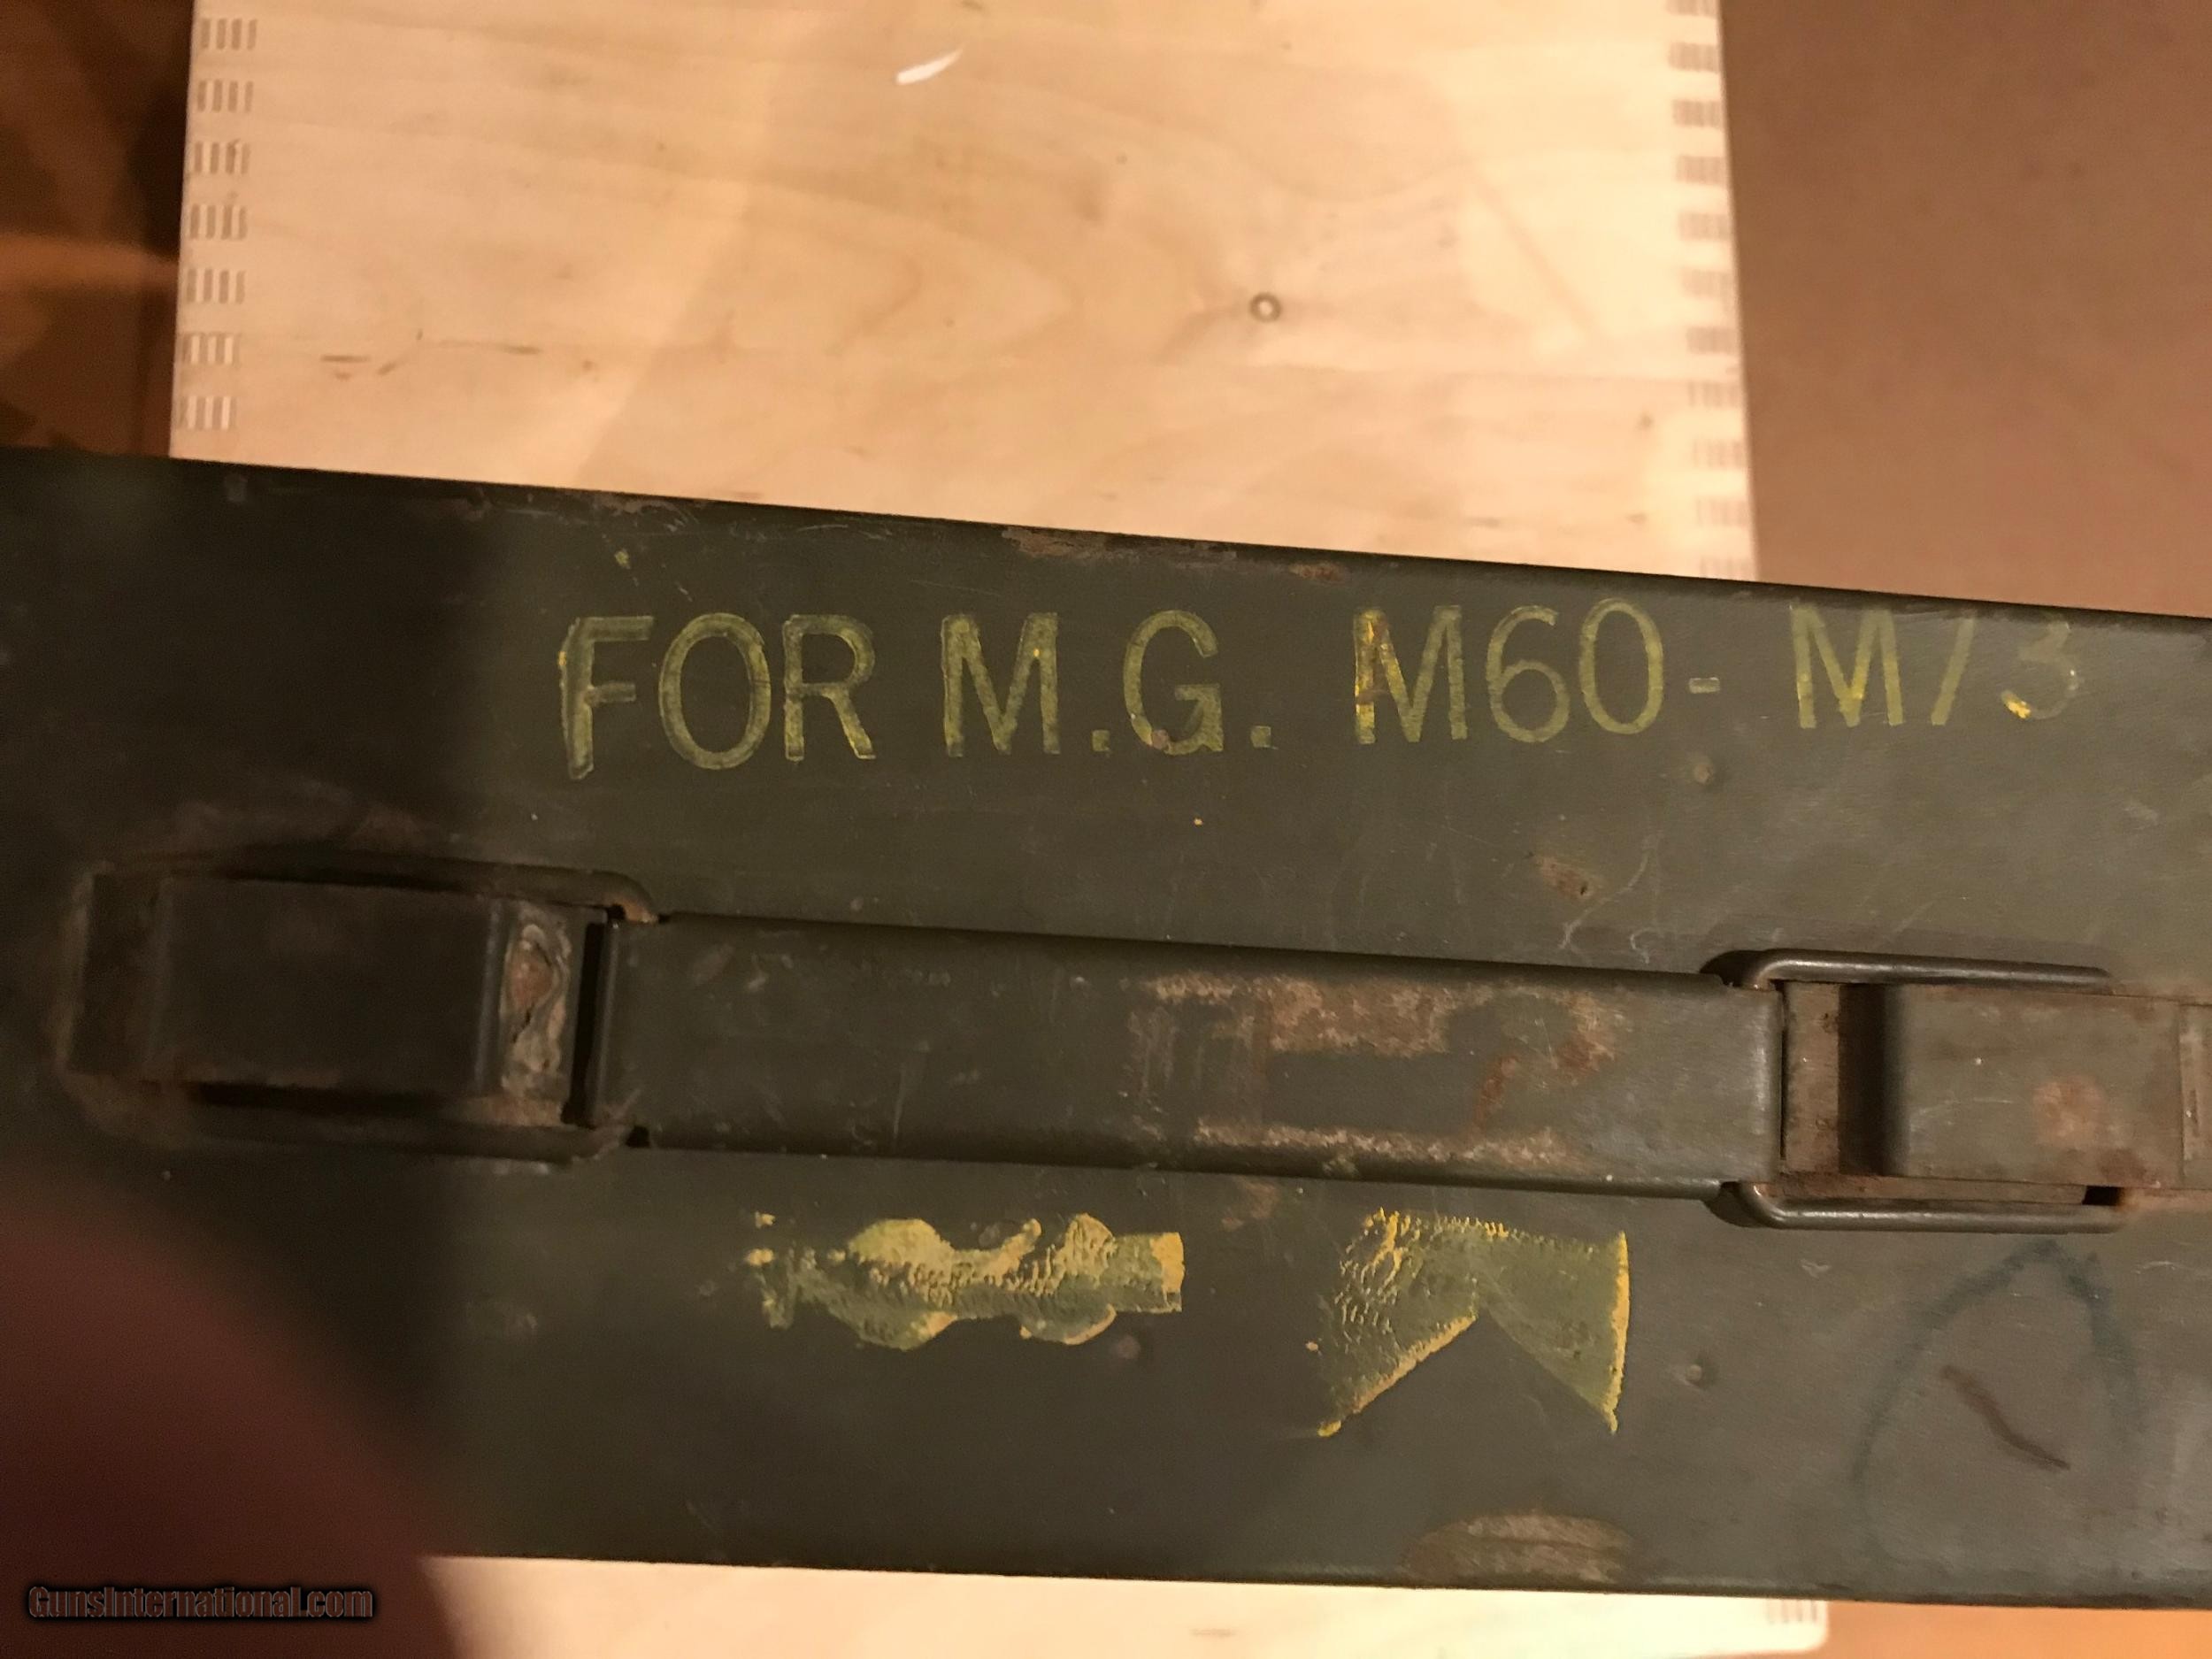 FOR M.G. M60- M73
GunsInternational.com